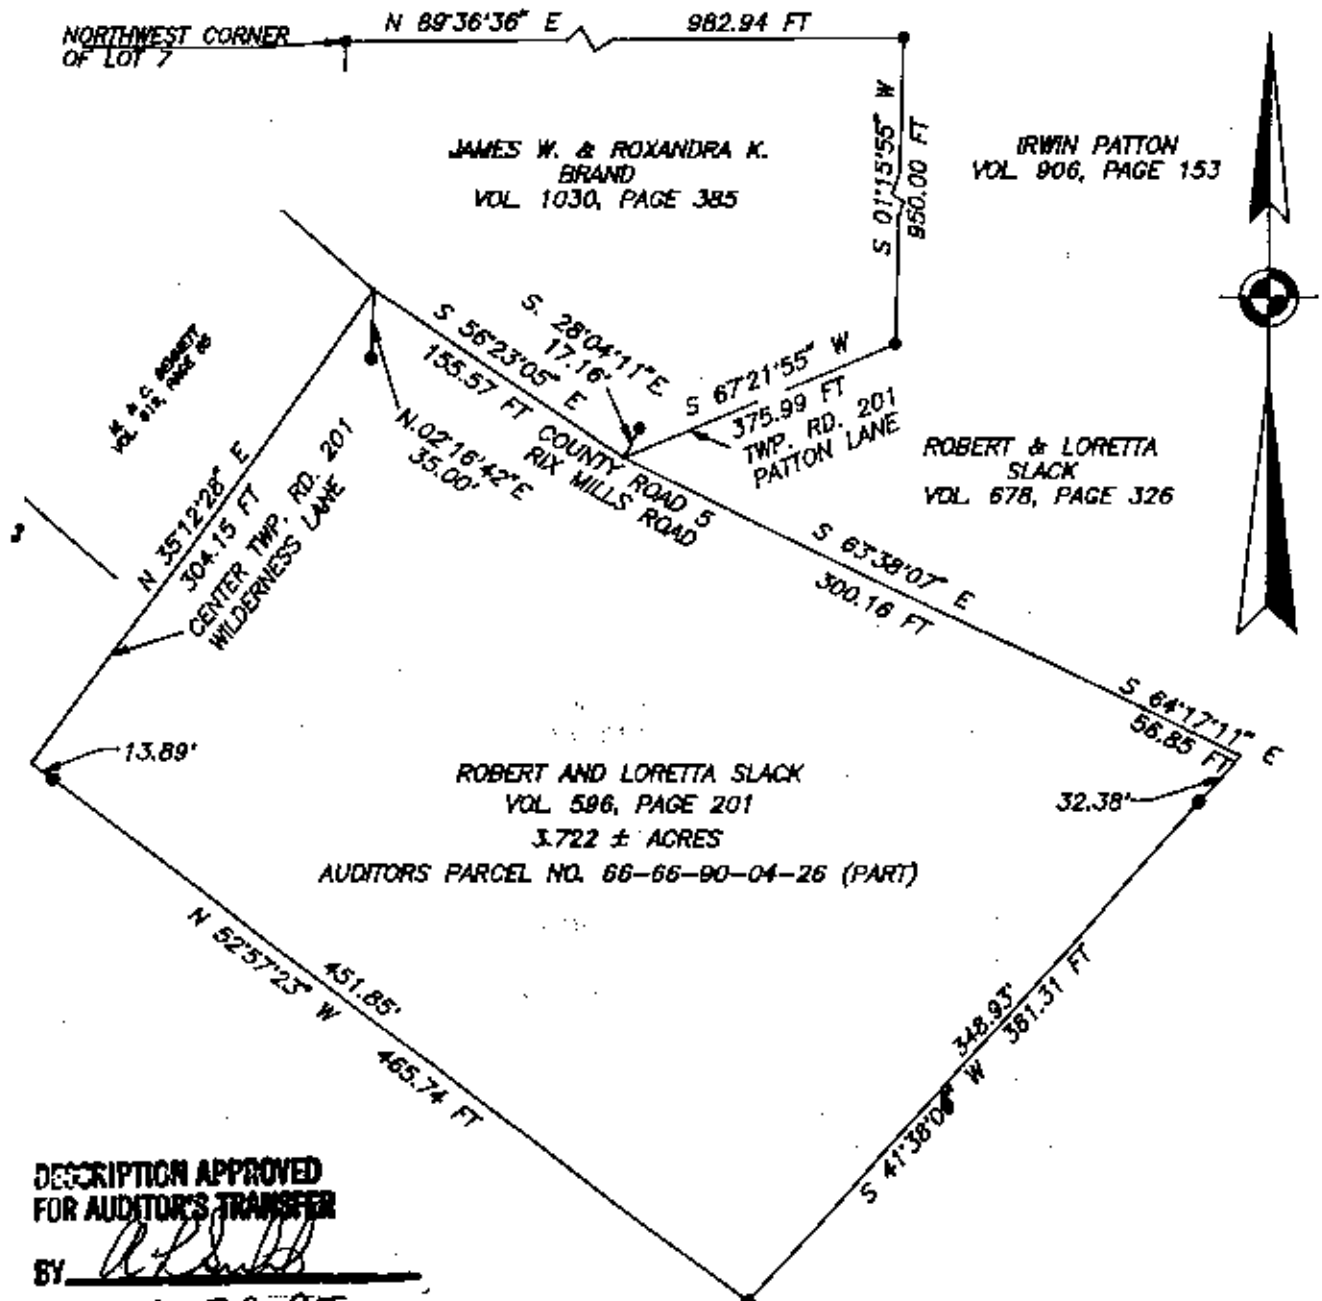 N 89°36'36" E
982.94 FT
NORTHWEST CORNER
OF LOT 7
S 01°15'55" W
950.00 FT
JAMES W. & ROXANDRA K.
BRAND
VOL. 1030, PAGE 385
IRWIN PATTON
VOL. 906, PAGE 153
S. 28°04'11" E.
17.16'
S 56°23'05" E
155.57 FT
COUNTY ROAD 5
RIX MILLS ROAD
S 67°21'55" W
375.99 FT
TWP. RD. 201
PATTON LANE
N.02°16'42"E
35.00'
ROBERT & LORETTA
SLACK
VOL. 678, PAGE 326
N 35°12'28" E
304.15 FT
CENTER TWP. RD. 201
WILDERNESS LANE
3
S 63°38'07" E
300.16 FT
S 64°17'11" E
56.85 FT
13.89'
32.38'
ROBERT AND LORETTA SLACK
VOL. 596, PAGE 201
3.722 ± ACRES
AUDITORS PARCEL NO. 66-66-90-04-26 (PART)
N 52°57'23" W
451.85'
465.74 FT
348.93'
381.31 FT
S 41°38'0 W
DESCRIPTION APPROVED
FOR AUDITOR'S TRANSFER
BY